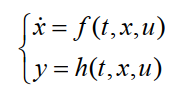 ẋ = f(t,x,u)
y = h(t,x,u)